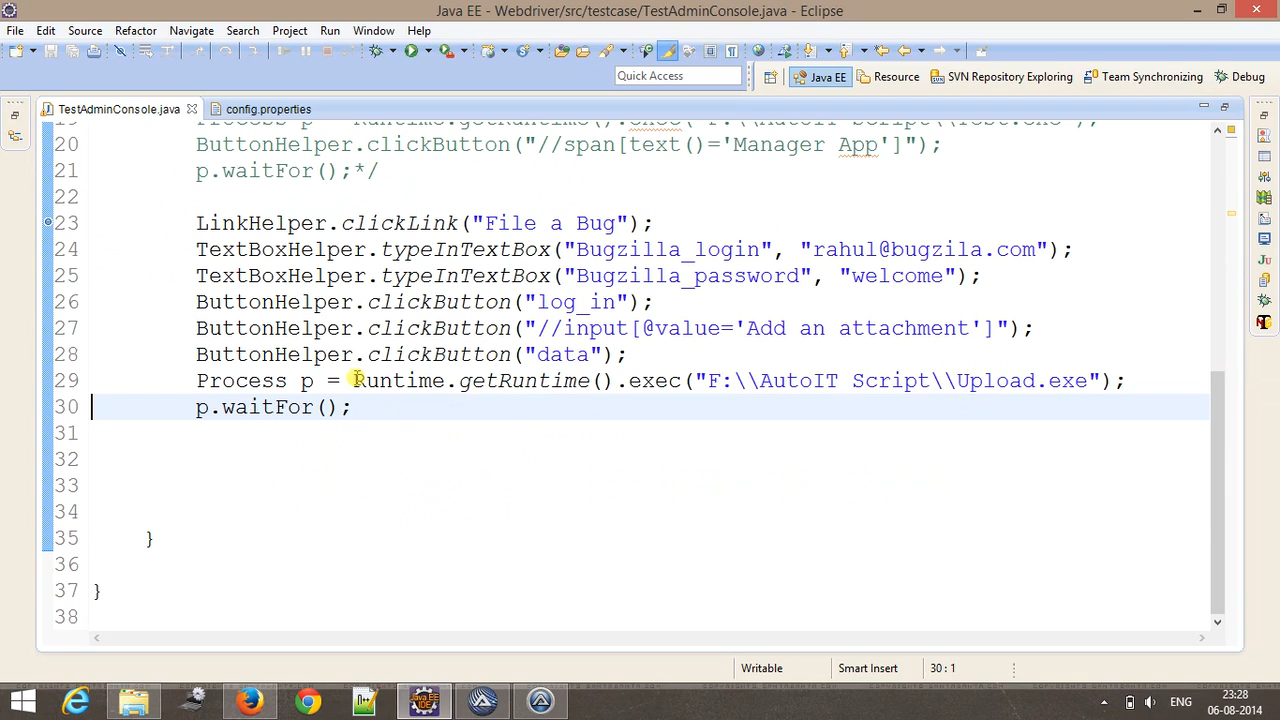 Java EE - Webdriver/src/testcase/TestAdminConsole.java - Eclipse
File Edit Source Refactor Navigate Search Project Run Window Help
Quick Access
Java EE Resource SVN Repository Exploring Team Synchronizing Debug
TestAdminConsole.java config.properties
20 ButtonHelper.clickButton("//span[text()='Manager App']");
21 p.waitFor();*/
22
23 LinkHelper.clickLink("File a Bug");
24 TextBoxHelper.typeInTextBox("Bugzilla_login", "rahul@bugzila.com");
25 TextBoxHelper.typeInTextBox("Bugzilla_password", "welcome");
26 ButtonHelper.clickButton("log_in");
27 ButtonHelper.clickButton("//input[@value='Add an attachment']");
28 ButtonHelper.clickButton("data");
29 Process p = Runtime.getRuntime().exec("F:\\AutoIT Script\\Upload.exe");
30 p.waitFor();
31
32
33
34
35 }
36
37 }
38
Writable Smart Insert 30 : 1
ENG
23:28
06-08-2014